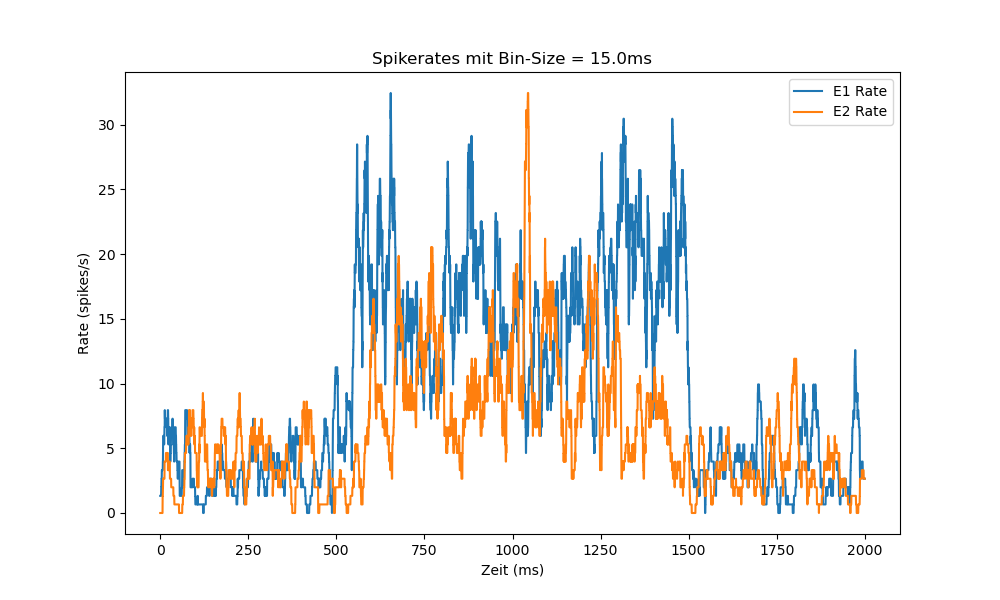 Spikerates mit Bin-Size = 15.0ms
E1 Rate
E2 Rate
Rate (spikes/s)
30
25
20
15
10
5
0
0 250 500 750 1000 1250 1500 1750 2000
Zeit (ms)